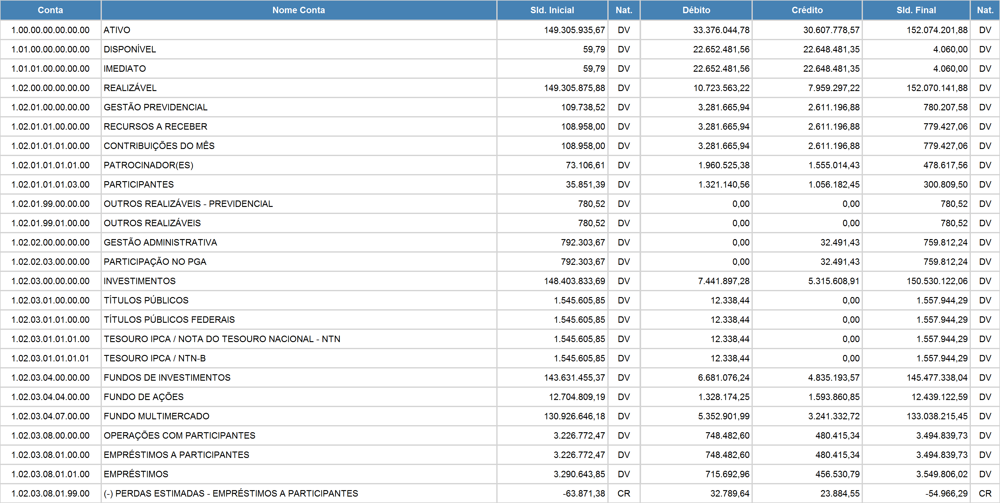 Conta Nome Conta Sld. Inicial Nat. Débito Crédito Sld. Final Nat.
1.00.00.00.00.00.00 ATIVO 149.305.935,67 DV 33.376.044,78 30.607.778,57 152.074.201,88 DV
1.01.00.00.00.00.00 DISPONÍVEL 59,79 DV 22.652.481,56 22.648.481,35 4.060,00 DV
1.01.01.00.00.00.00 IMEDIATO 59,79 DV 22.652.481,56 22.648.481,35 4.060,00 DV
1.02.00.00.00.00.00 REALIZÁVEL 149.305.875,88 DV 10.723.563,22 7.959.297,22 152.070.141,88 DV
1.02.01.00.00.00.00 GESTÃO PREVIDENCIAL 109.738,52 DV 3.281.665,94 2.611.196,88 780.207,58 DV
1.02.01.01.00.00.00 RECURSOS A RECEBER 108.958,00 DV 3.281.665,94 2.611.196,88 779.427,06 DV
1.02.01.01.01.00.00 CONTRIBUIÇÕES DO MÊS 108.958,00 DV 3.281.665,94 2.611.196,88 779.427,06 DV
1.02.01.01.01.01.00 PATROCINADOR(ES) 73.106,61 DV 1.960.525,38 1.555.014,43 478.617,56 DV
1.02.01.01.01.03.00 PARTICIPANTES 35.851,39 DV 1.321.140,56 1.056.182,45 300.809,50 DV
1.02.01.99.00.00.00 OUTROS REALIZÁVEIS - PREVIDENCIAL 780,52 DV 0,00 0,00 780,52 DV
1.02.01.99.01.00.00 OUTROS REALIZÁVEIS 780,52 DV 0,00 0,00 780,52 DV
1.02.02.00.00.00.00 GESTÃO ADMINISTRATIVA 792.303,67 DV 0,00 32.491,43 759.812,24 DV
1.02.02.03.00.00.00 PARTICIPAÇÃO NO PGA 792.303,67 DV 0,00 32.491,43 759.812,24 DV
1.02.03.00.00.00.00 INVESTIMENTOS 148.403.833,69 DV 7.441.897,28 5.315.608,91 150.530.122,06 DV
1.02.03.01.00.00.00 TÍTULOS PÚBLICOS 1.545.605,85 DV 12.338,44 0,00 1.557.944,29 DV
1.02.03.01.01.00.00 TÍTULOS PÚBLICOS FEDERAIS 1.545.605,85 DV 12.338,44 0,00 1.557.944,29 DV
1.02.03.01.01.01.00 TESOURO IPCA / NOTA DO TESOURO NACIONAL - NTN 1.545.605,85 DV 12.338,44 0,00 1.557.944,29 DV
1.02.03.01.01.01.01 TESOURO IPCA / NTN-B 1.545.605,85 DV 12.338,44 0,00 1.557.944,29 DV
1.02.03.04.00.00.00 FUNDOS DE INVESTIMENTOS 143.631.455,37 DV 6.681.076,24 4.835.193,57 145.477.338,04 DV
1.02.03.04.04.00.00 FUNDO DE AÇÕES 12.704.809,19 DV 1.328.174,25 1.593.860,85 12.439.122,59 DV
1.02.03.04.07.00.00 FUNDO MULTIMERCADO 130.926.646,18 DV 5.352.901,99 3.241.332,72 133.038.215,45 DV
1.02.03.08.00.00.00 OPERAÇÕES COM PARTICIPANTES 3.226.772,47 DV 748.482,60 480.415,34 3.494.839,73 DV
1.02.03.08.01.00.00 EMPRÉSTIMOS A PARTICIPANTES 3.226.772,47 DV 748.482,60 480.415,34 3.494.839,73 DV
1.02.03.08.01.01.00 EMPRÉSTIMOS 3.290.643,85 DV 715.692,96 456.530,79 3.549.806,02 DV
1.02.03.08.01.99.00 (-) PERDAS ESTIMADAS - EMPRÉSTIMOS A PARTICIPANTES -63.871,38 CR 32.789,64 23.884,55 -54.966,29 CR